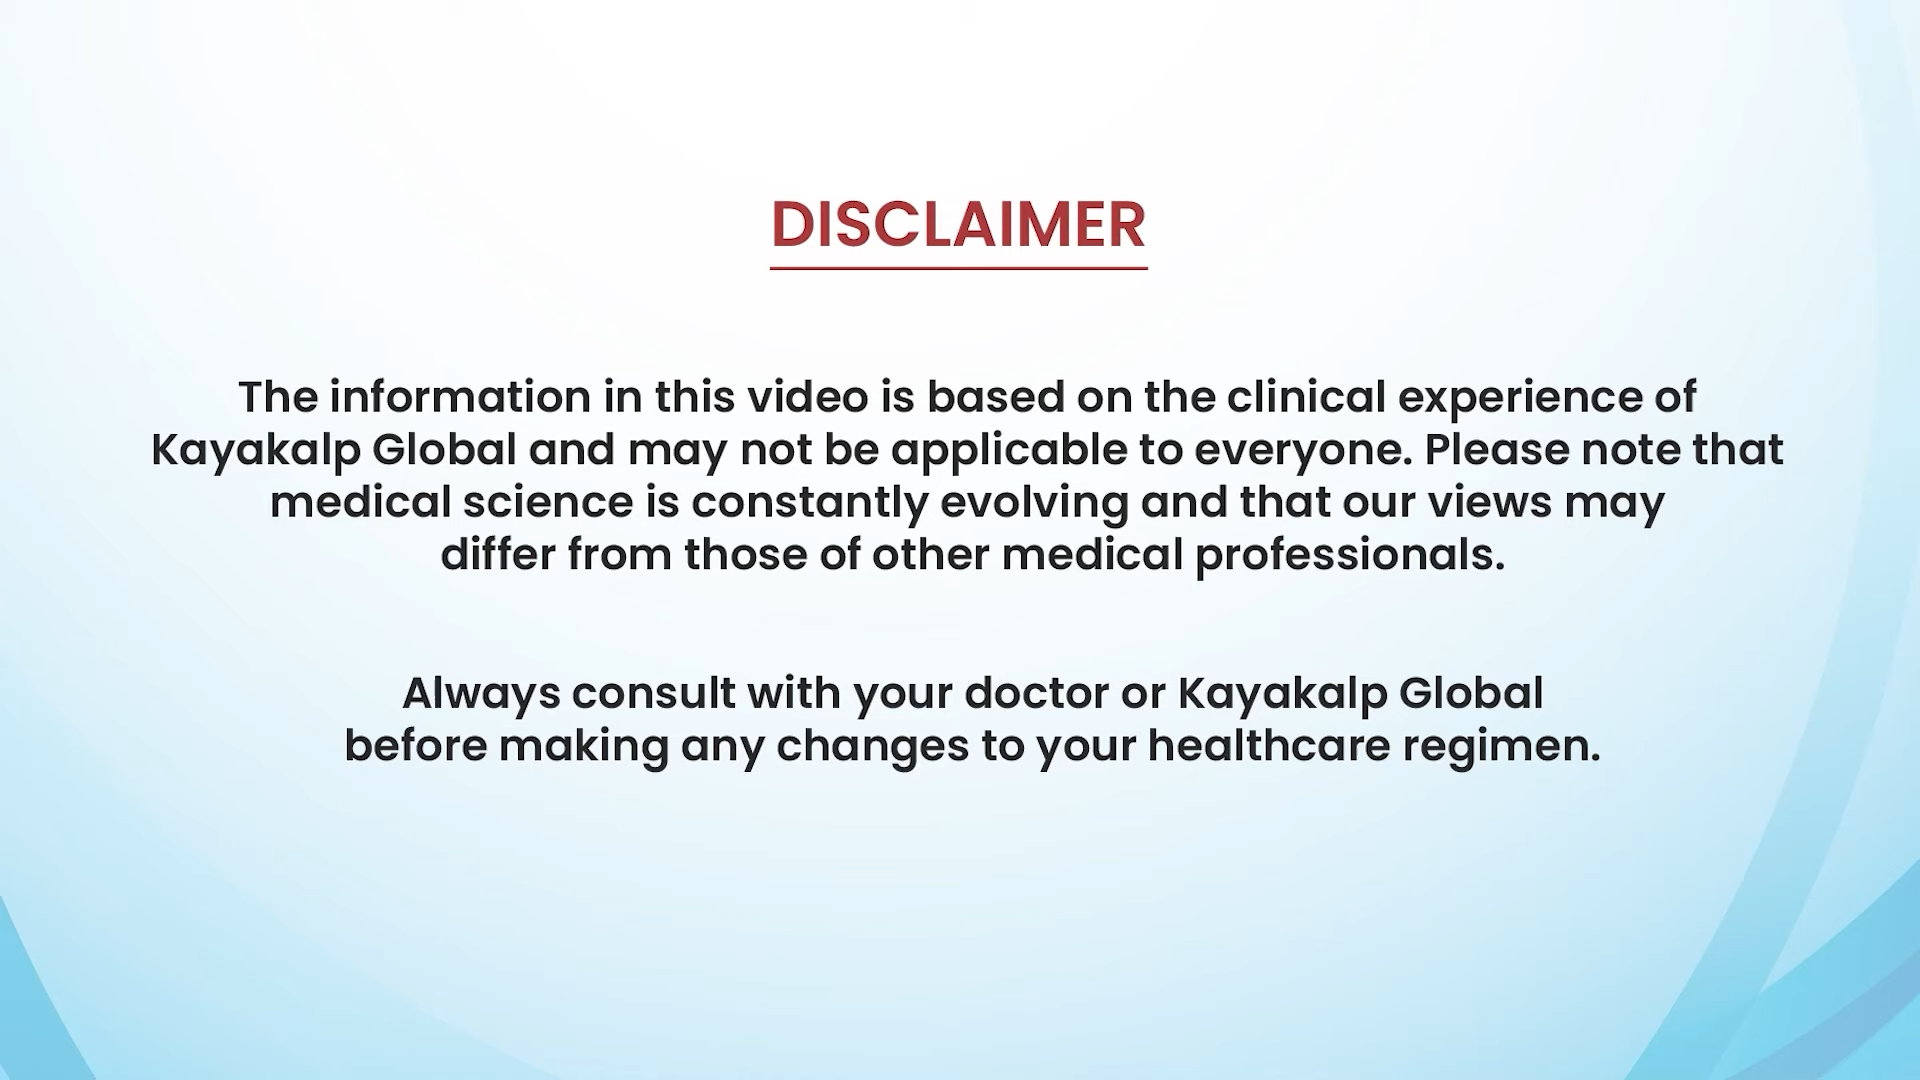 DISCLAIMER
The information in this video is based on the clinical experience of
Kayakalp Global and may not be applicable to everyone. Please note that
medical science is constantly evolving and that our views may
differ from those of other medical professionals.
Always consult with your doctor or Kayakalp Global
before making any changes to your healthcare regimen.